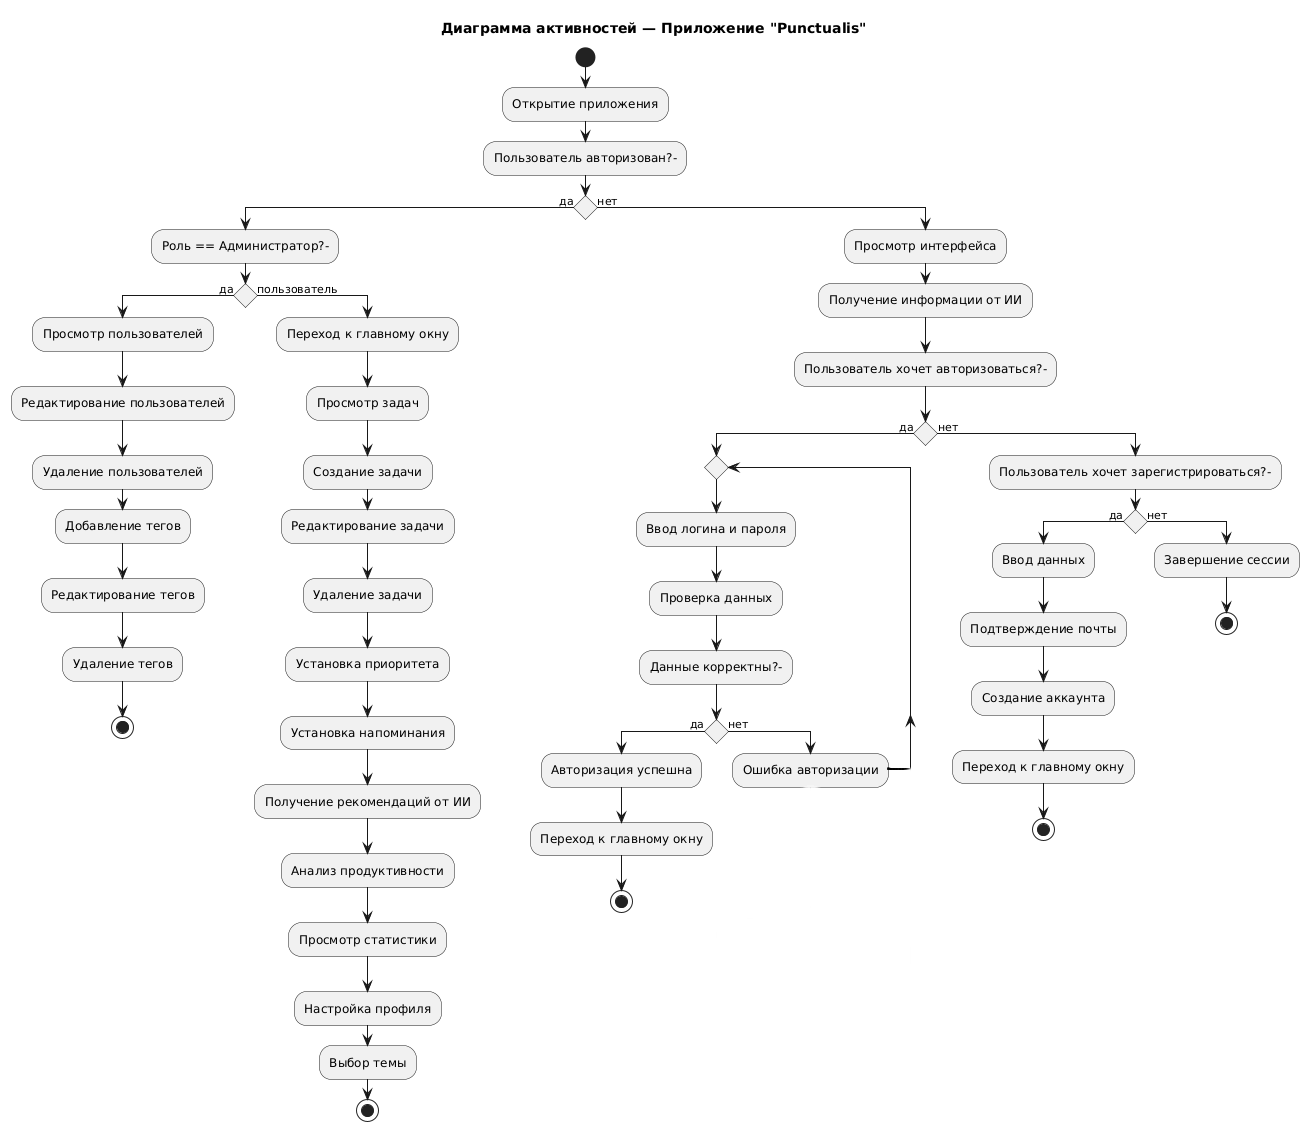 Диаграмма активностей — Приложение "Punctualis"
Открытие приложения
Пользователь авторизован?-
да
нет
Роль == Администратор?-
да
пользователь
Просмотр пользователей
Редактирование пользователей
Удаление пользователей
Добавление тегов
Редактирование тегов
Удаление тегов
Переход к главному окну
Просмотр задач
Создание задачи
Редактирование задачи
Удаление задачи
Установка приоритета
Установка напоминания
Получение рекомендаций от ИИ
Анализ продуктивности
Просмотр статистики
Настройка профиля
Выбор темы
Просмотр интерфейса
Получение информации от ИИ
Пользователь хочет авторизоваться?-
да
нет
Ввод логина и пароля
Проверка данных
Данные корректны?-
да
нет
Авторизация успешна
Переход к главному окну
Ошибка авторизации
Пользователь хочет зарегистрироваться?-
да
нет
Ввод данных
Подтверждение почты
Создание аккаунта
Переход к главному окну
Завершение сессии